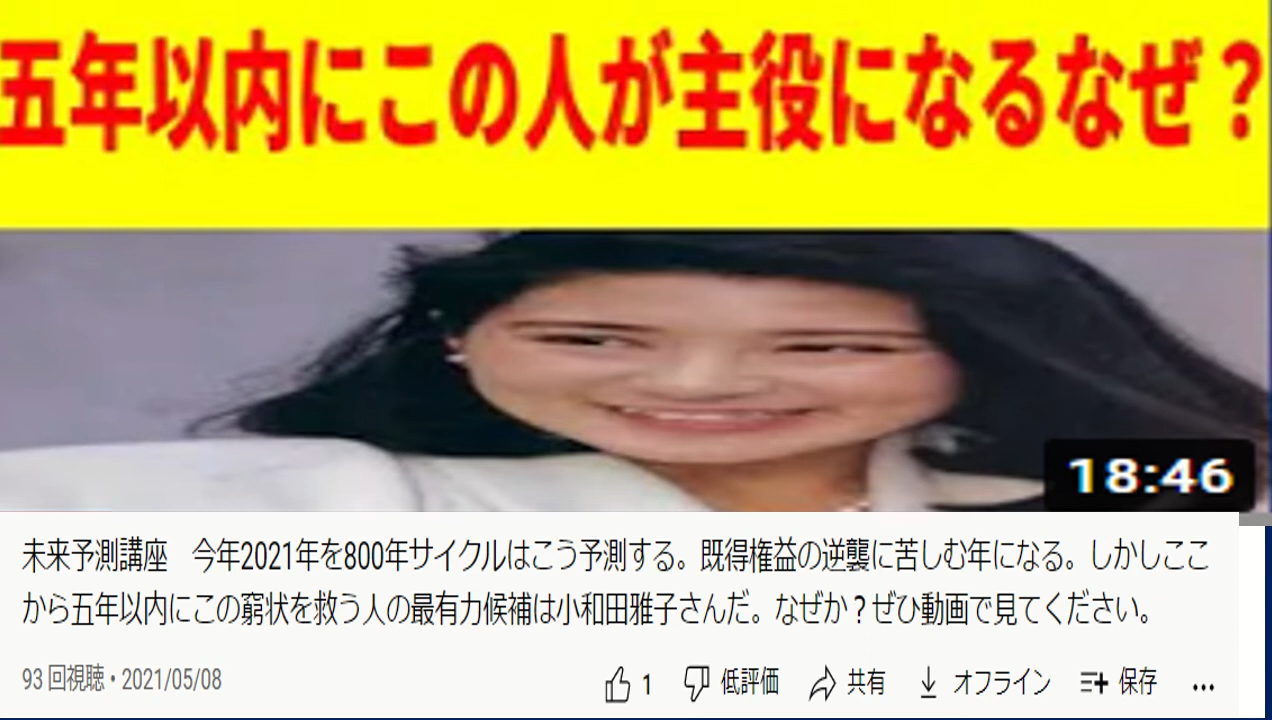 五年以内にこの人が主役になるなぜ？
18:46
未来予測講座　今年2021年を800年サイクルはこう予測する。既得権益の逆襲に苦しむ年になる。しかしここ
から五年以内にこの窮状を救う人の最有力候補は小和田雅子さんだ。なぜか？ぜひ動画で見てください。
93 回視聴・2021/05/08 1 低評価 共有 オフライン 保存